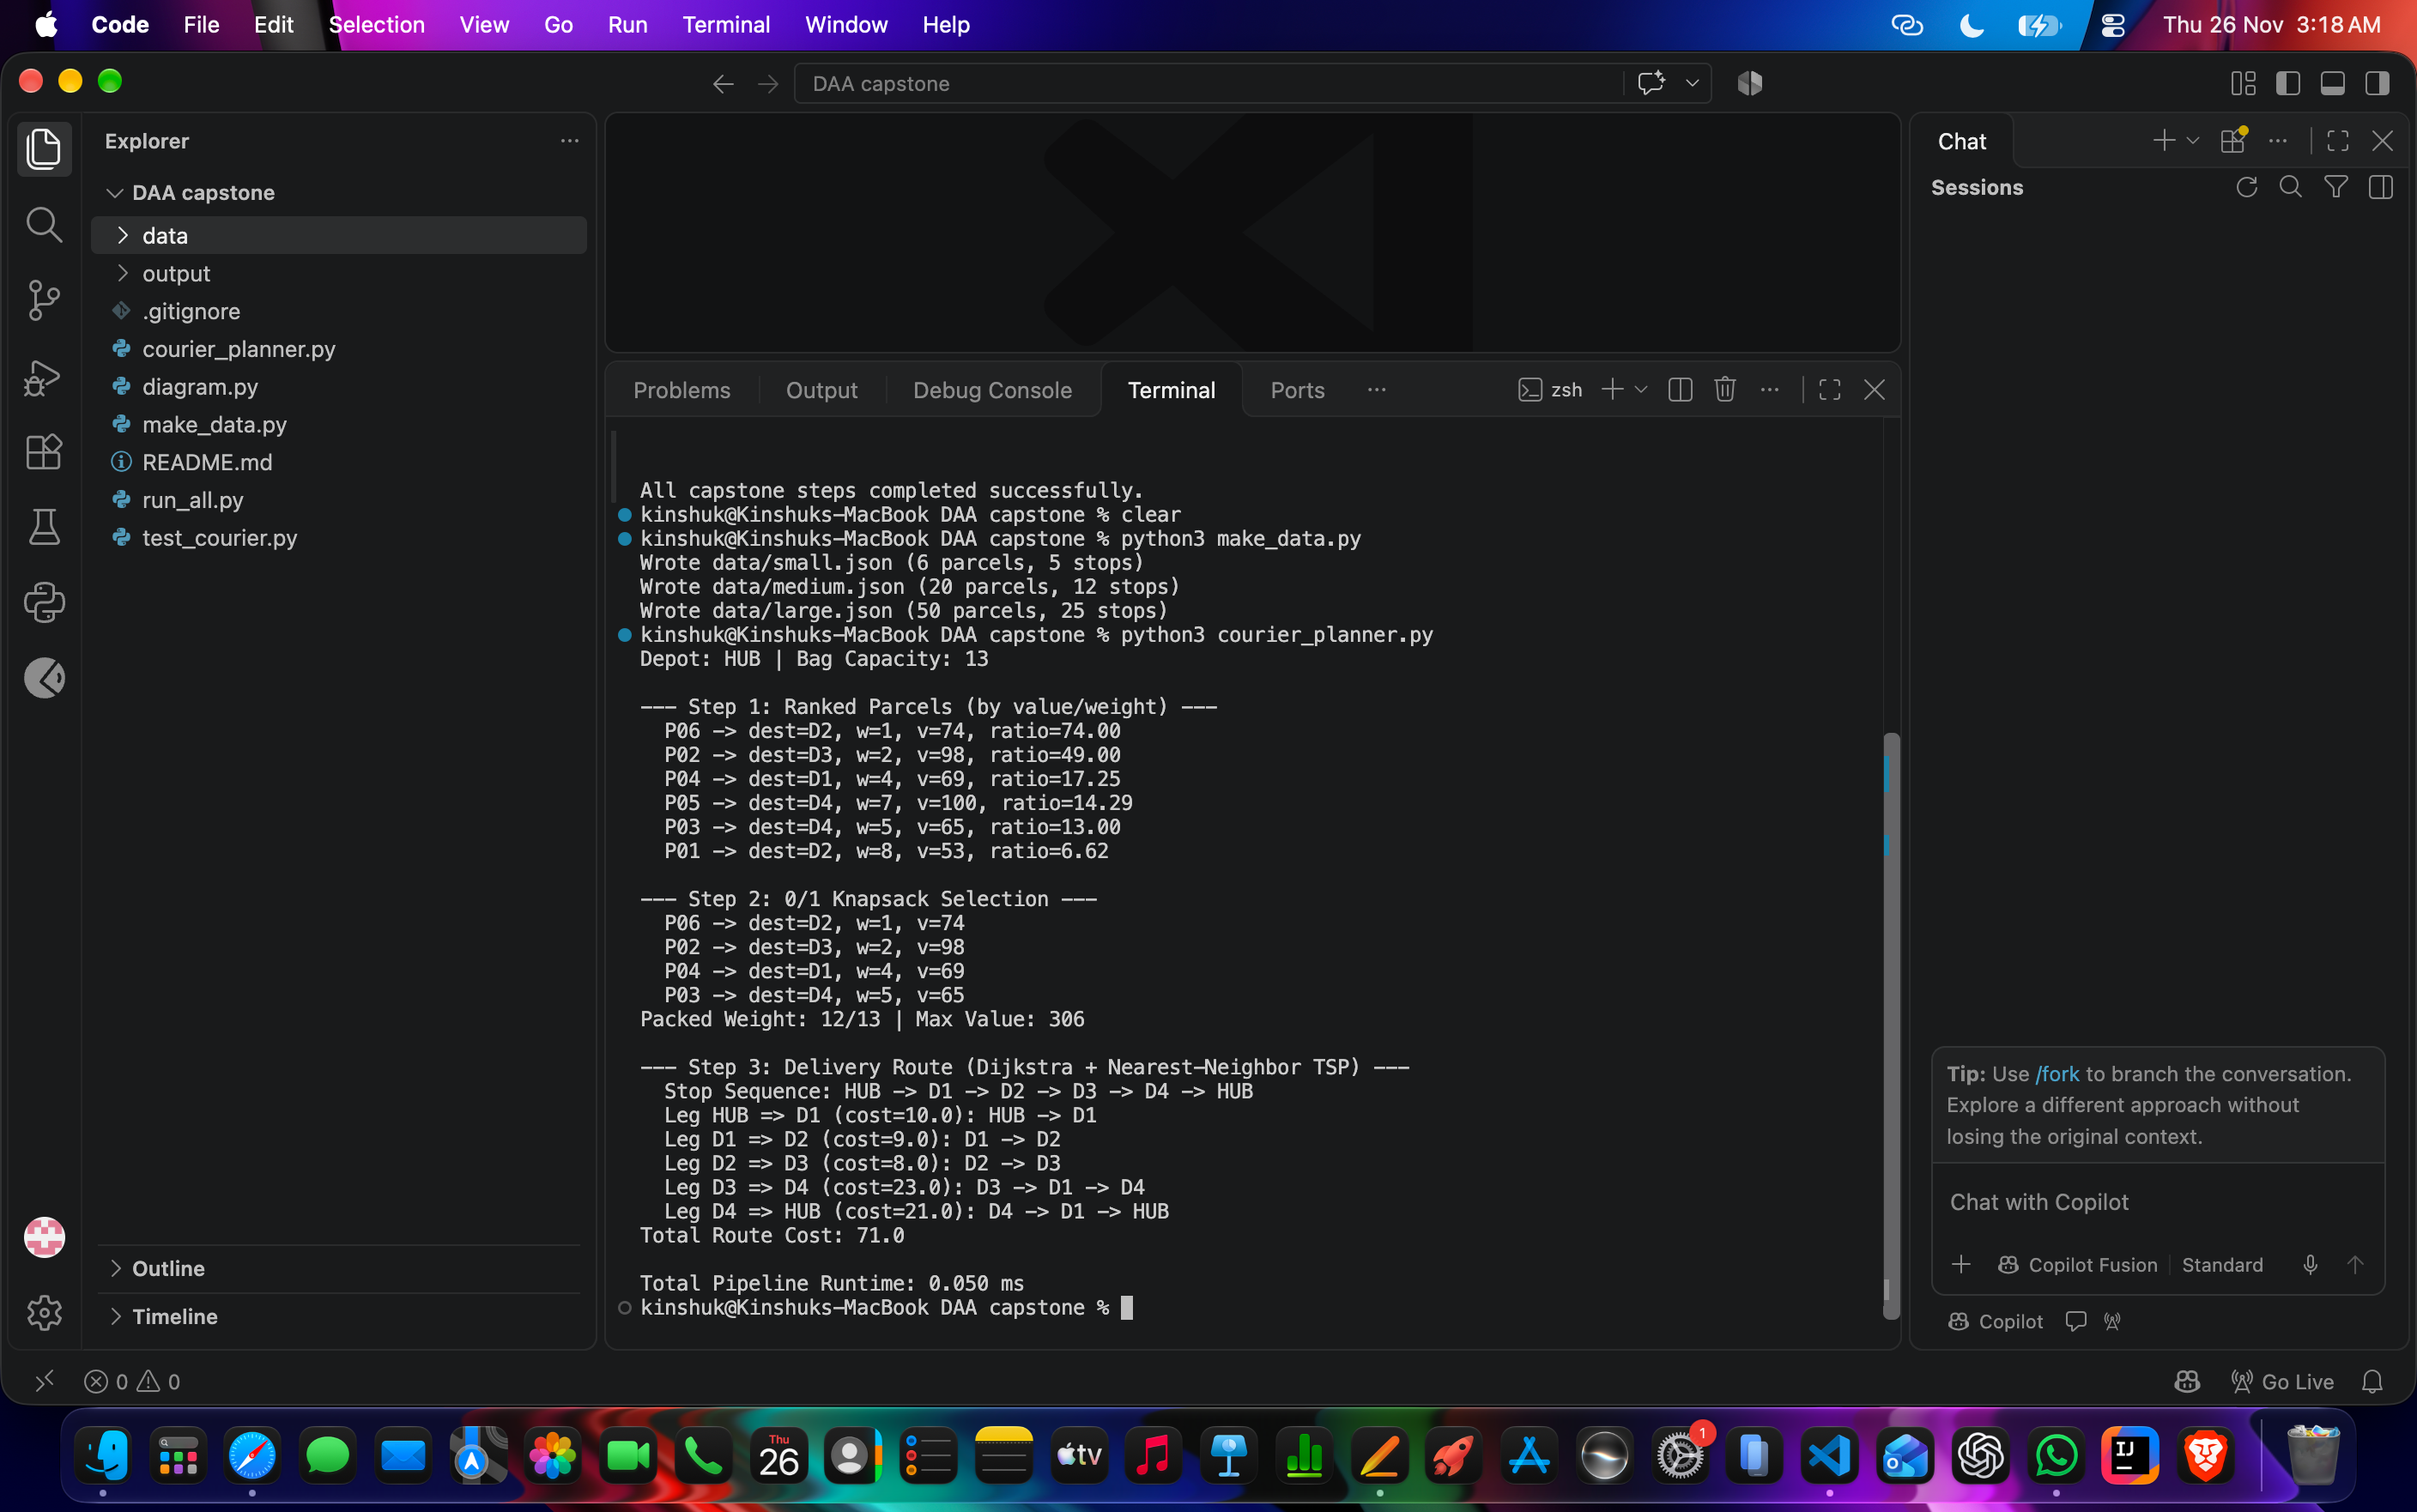 Code File Edit Selection View Go Run Terminal Window Help Thu 26 Nov 3:18 AM
DAA capstone
Explorer
DAA capstone
data
output
.gitignore
courier_planner.py
diagram.py
make_data.py
README.md
run_all.py
test_courier.py
Outline
Timeline
Problems Output Debug Console Terminal Ports zsh
All capstone steps completed successfully.
kinshuk@Kinshuks-MacBook DAA capstone % clear
kinshuk@Kinshuks-MacBook DAA capstone % python3 make_data.py
Wrote data/small.json (6 parcels, 5 stops)
Wrote data/medium.json (20 parcels, 12 stops)
Wrote data/large.json (50 parcels, 25 stops)
kinshuk@Kinshuks-MacBook DAA capstone % python3 courier_planner.py
Depot: HUB | Bag Capacity: 13
--- Step 1: Ranked Parcels (by value/weight) ---
P06 -> dest=D2, w=1, v=74, ratio=74.00
P02 -> dest=D3, w=2, v=98, ratio=49.00
P04 -> dest=D1, w=4, v=69, ratio=17.25
P05 -> dest=D4, w=7, v=100, ratio=14.29
P03 -> dest=D4, w=5, v=65, ratio=13.00
P01 -> dest=D2, w=8, v=53, ratio=6.62
--- Step 2: 0/1 Knapsack Selection ---
P06 -> dest=D2, w=1, v=74
P02 -> dest=D3, w=2, v=98
P04 -> dest=D1, w=4, v=69
P03 -> dest=D4, w=5, v=65
Packed Weight: 12/13 | Max Value: 306
--- Step 3: Delivery Route (Dijkstra + Nearest-Neighbor TSP) ---
Stop Sequence: HUB -> D1 -> D2 -> D3 -> D4 -> HUB
Leg HUB => D1 (cost=10.0): HUB -> D1
Leg D1 => D2 (cost=9.0): D1 -> D2
Leg D2 => D3 (cost=8.0): D2 -> D3
Leg D3 => D4 (cost=23.0): D3 -> D1 -> D4
Leg D4 => HUB (cost=21.0): D4 -> D1 -> HUB
Total Route Cost: 71.0
Total Pipeline Runtime: 0.050 ms
kinshuk@Kinshuks-MacBook DAA capstone %
Chat
Sessions
Tip: Use /fork to branch the conversation.
Explore a different approach without
losing the original context.
Chat with Copilot
Copilot Fusion Standard
Copilot
0 0
Go Live
Thu
26
tv
1
IJ